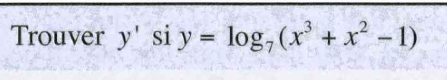 Trouver y' si y = log₇(x³ + x² – 1)